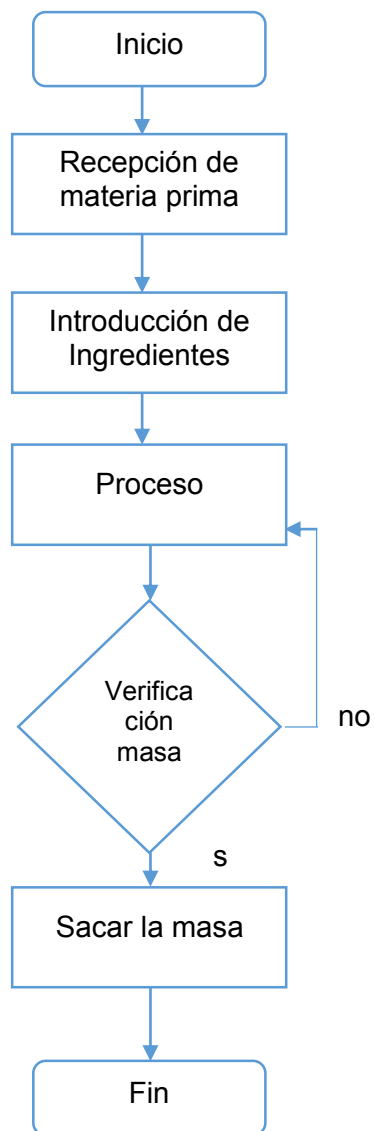 Inicio
Recepción de
materia prima
Introducción de
Ingredientes
Proceso
Verifica
ción
masa
no
s
Sacar la masa
Fin